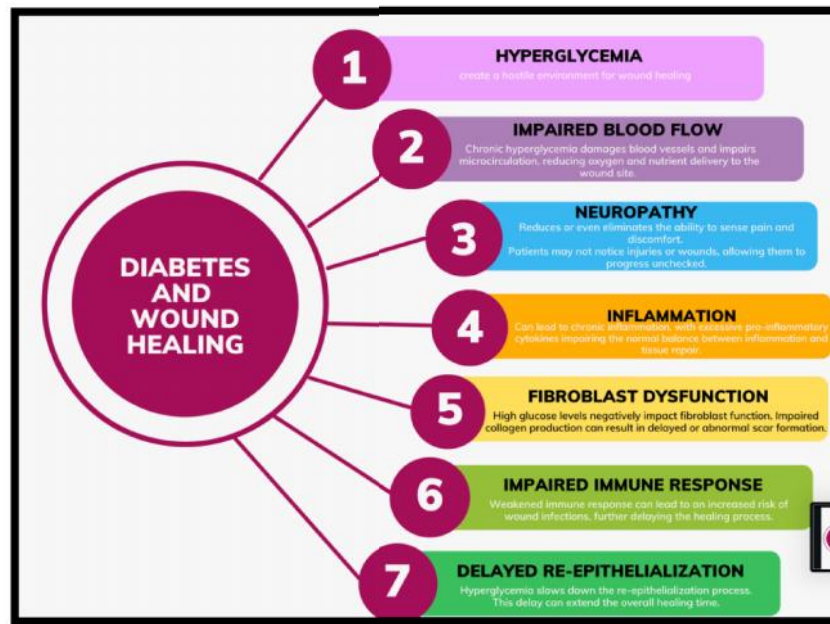 DIABETES
AND
WOUND
HEALING
1
HYPERGLYCEMIA
create a hostile environment for wound healing
2
IMPAIRED BLOOD FLOW
Chronic hyperglycemia damages blood vessels and impairs
microcirculation, reducing oxygen and nutrient delivery to the
wound site.
3
NEUROPATHY
Reduces or even eliminates the ability to sense pain and
discomfort.
Patients may not notice injuries or wounds, allowing them to
progress unchecked.
4
INFLAMMATION
Can lead to chronic inflammation, with excessive pro-inflammatory
cytokines impairing the normal balance between inflammation and
tissue repair.
5
FIBROBLAST DYSFUNCTION
High glucose levels negatively impact fibroblast function. Impaired
collagen production can result in delayed or abnormal scar formation.
6
IMPAIRED IMMUNE RESPONSE
Weakened immune response can lead to an increased risk of
wound infections, further delaying the healing process.
7
DELAYED RE-EPITHELIALIZATION
Hyperglycemia slows down the re-epithelialization process.
This delay can extend the overall healing time.